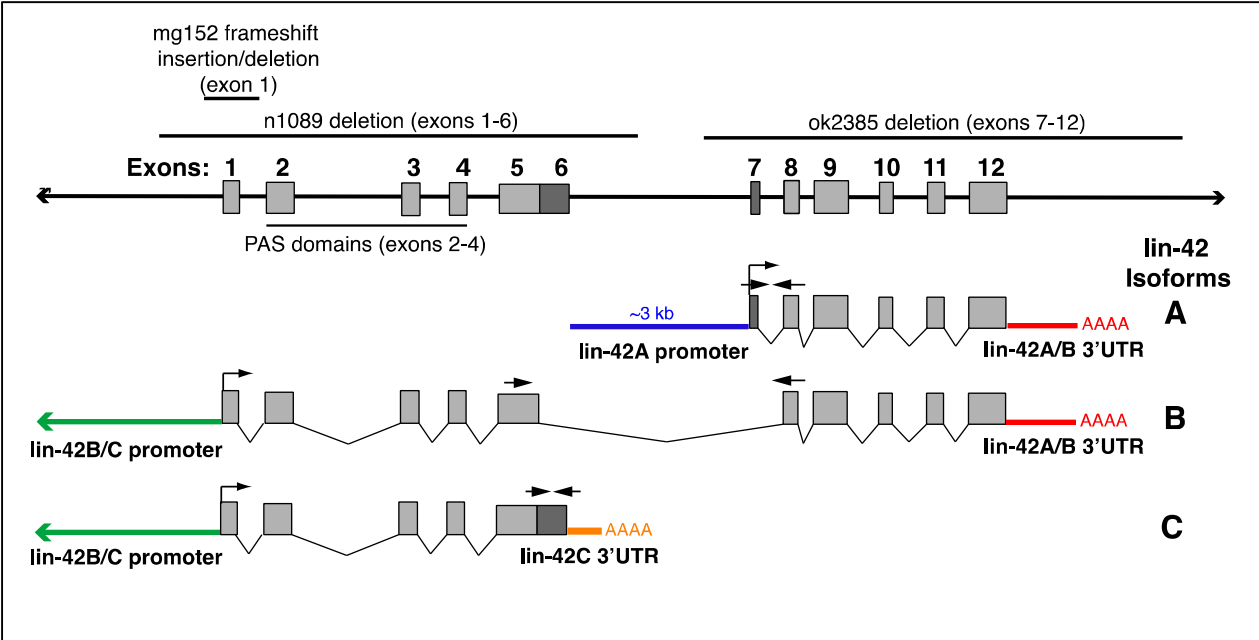 mg152 frameshift
insertion/deletion
(exon 1)
n1089 deletion (exons 1-6)
ok2385 deletion (exons 7-12)
Exons: 1 2 3 4 5 6 7 8 9 10 11 12
PAS domains (exons 2-4)
lin-42
Isoforms
~3 kb
AAAA
A
lin-42A promoter
lin-42A/B 3’UTR
AAAA
B
lin-42B/C promoter
lin-42A/B 3’UTR
AAAA
C
lin-42B/C promoter
lin-42C 3’UTR